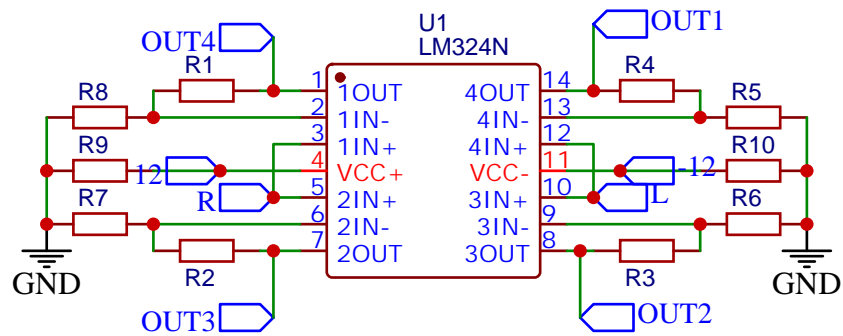 U1
LM324N
OUT4
OUT1
R1
R4
R8
R5
1
1OUT
4OUT
14
2
1IN-
4IN-
13
3
1IN+
4IN+
12
R9
R10
12
4
VCC+
VCC-
11
-12
R
5
2IN+
3IN+
10
L
R7
R6
6
2IN-
3IN-
9
7
2OUT
3OUT
8
R2
R3
GND
GND
OUT3
OUT2